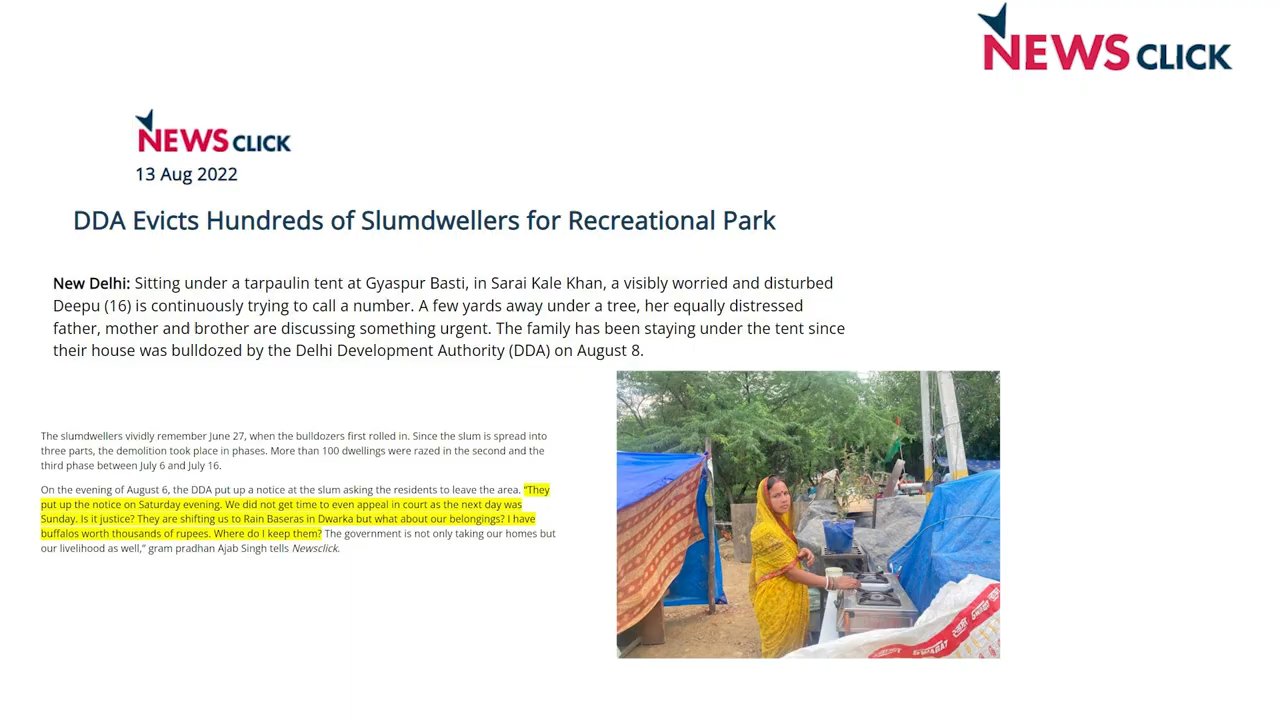 NEWS CLICK
NEWS CLICK
13 Aug 2022
DDA Evicts Hundreds of Slumdwellers for Recreational Park
New Delhi: Sitting under a tarpaulin tent at Gyaspur Basti, in Sarai Kale Khan, a visibly worried and disturbed
Deepu (16) is continuously trying to call a number. A few yards away under a tree, her equally distressed
father, mother and brother are discussing something urgent. The family has been staying under the tent since
their house was bulldozed by the Delhi Development Authority (DDA) on August 8.
The slumdwellers vividly remember June 27, when the bulldozers first rolled in. Since the slum is spread into
three parts, the demolition took place in phases. More than 100 dwellings were razed in the second and the
third phase between July 6 and July 16.
On the evening of August 6, the DDA put up a notice at the slum asking the residents to leave the area. “They
put up the notice on Saturday evening. We did not get time to even appeal in court as the next day was
Sunday. Is it justice? They are shifting us to Rain Baseras in Dwarka but what about our belongings? I have
buffalos worth thousands of rupees. Where do I keep them? The government is not only taking our homes but
our livelihood as well,” gram pradhan Ajab Singh tells Newsclick.